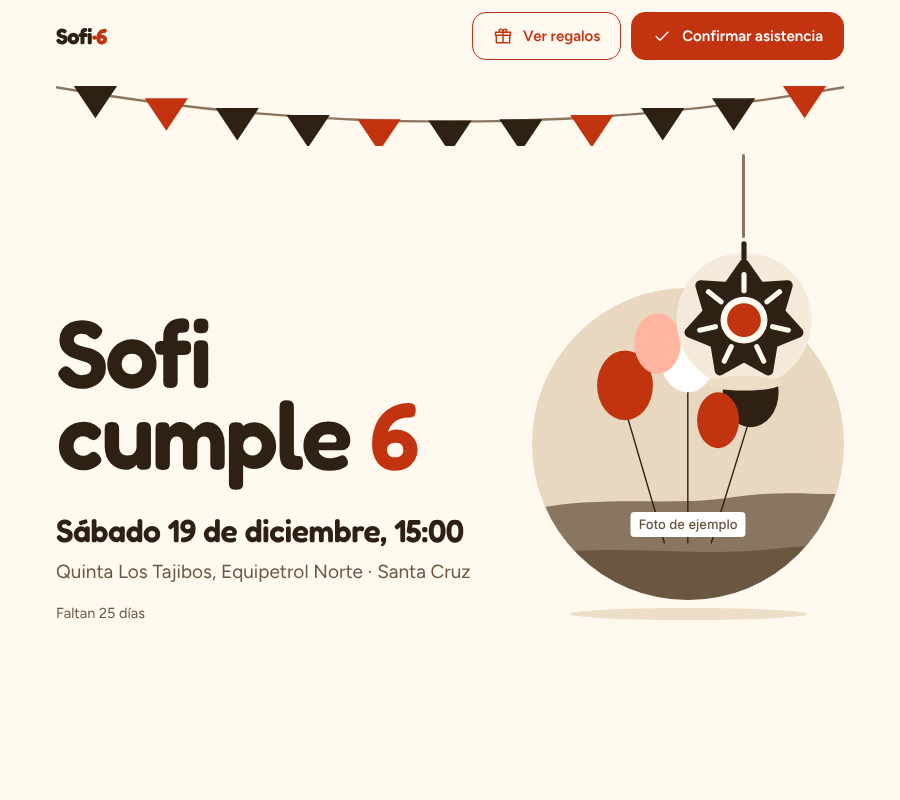 Sofi·6
Ver regalos
Confirmar asistencia
Sofi
cumple 6
Sábado 19 de diciembre, 15:00
Quinta Los Tajibos, Equipetrol Norte · Santa Cruz
Faltan 25 días
Foto de ejemplo